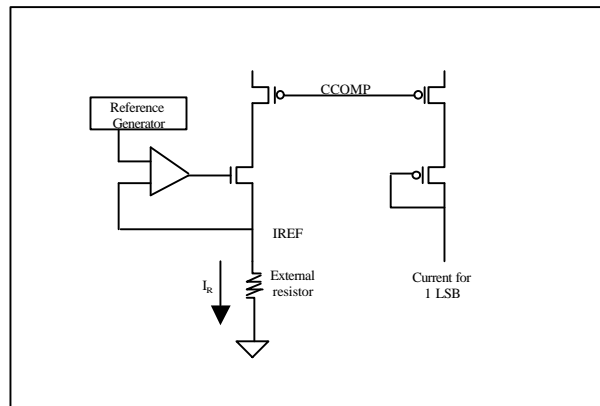 CCOMP
Reference
Generator
IREF
I_R
External
resistor
Current for
1 LSB